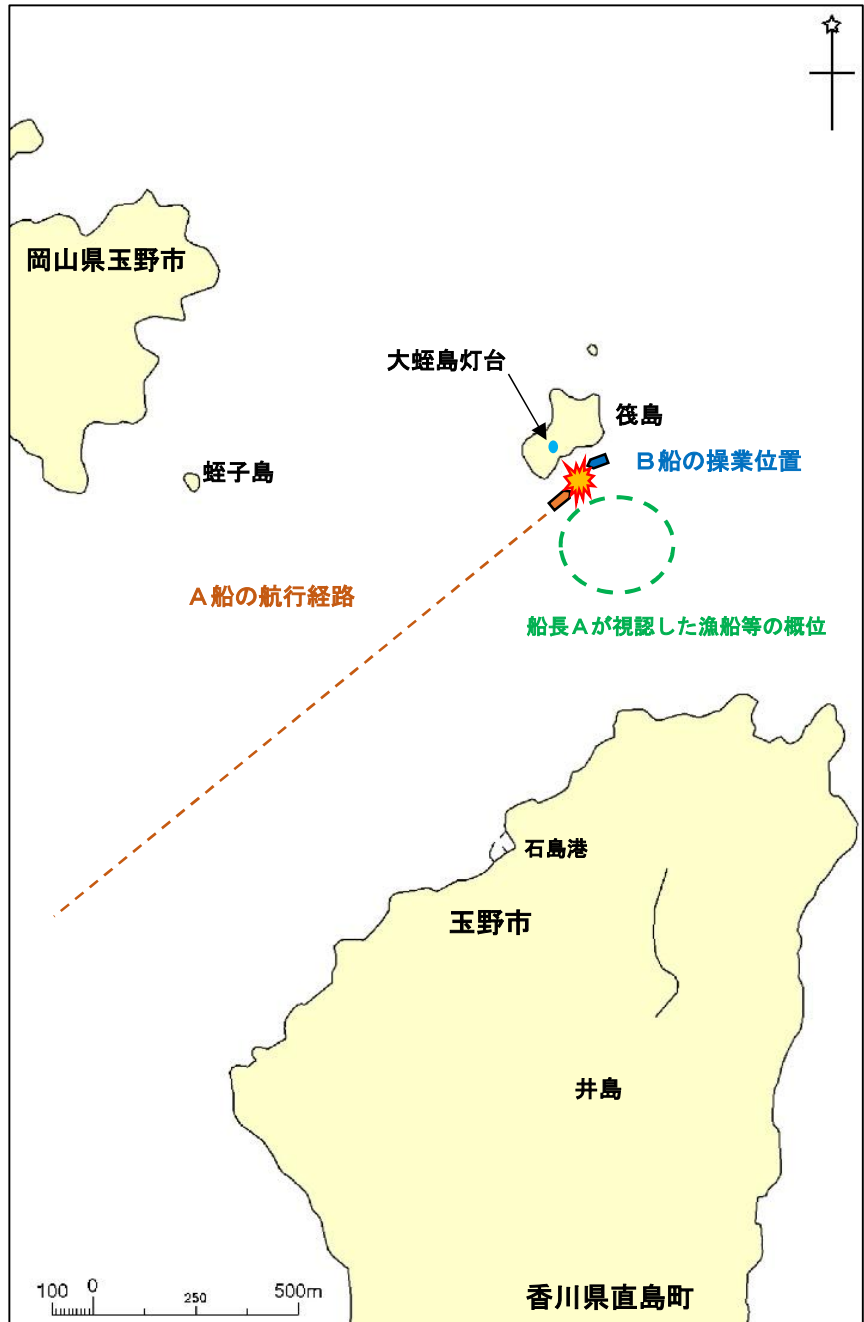 岡山県玉野市
大蛭島灯台
筏島
B船の操業位置
蛭子島
A船の航行経路
船長Aが視認した漁船等の概位
石島港
玉野市
井島
100 0 250 500m
香川県直島町